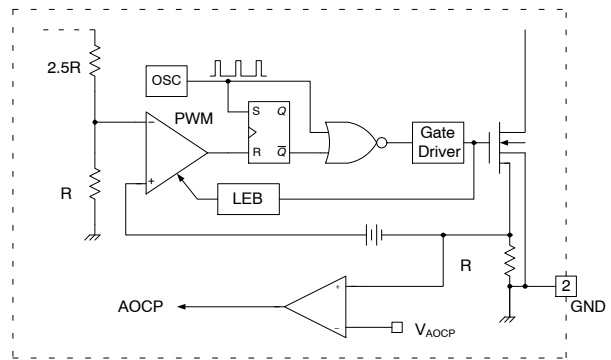 2.5R
OSC
PWM
S Q
R Q̅
Gate
Driver
LEB
R
R
2
GND
AOCP
V_AOCP
−
+
+
−